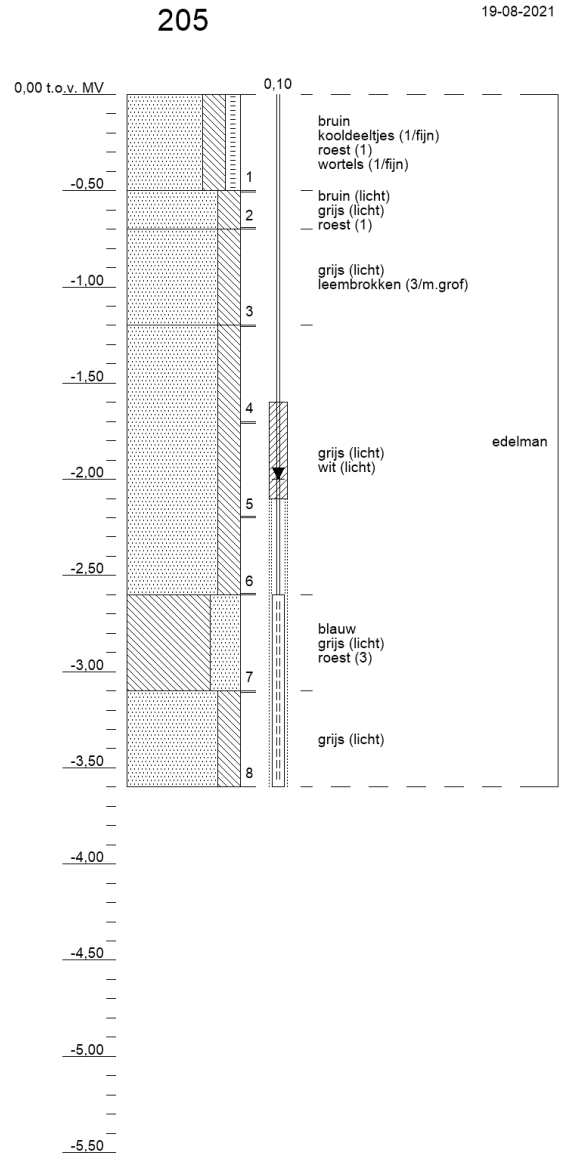 205
19-08-2021
0,00 t.o.v. MV
0,10
bruin
kooldeeltjes (1/fijn)
roest (1)
wortels (1/fijn)
1
-0,50
bruin (licht)
grijs (licht)
roest (1)
2
grijs (licht)
leembrokken (3/m.grof)
-1,00
3
-1,50
4
edelman
grijs (licht)
wit (licht)
-2,00
5
-2,50
6
blauw
grijs (licht)
roest (3)
-3,00
7
grijs (licht)
-3,50
8
-4,00
-4,50
-5,00
-5,50